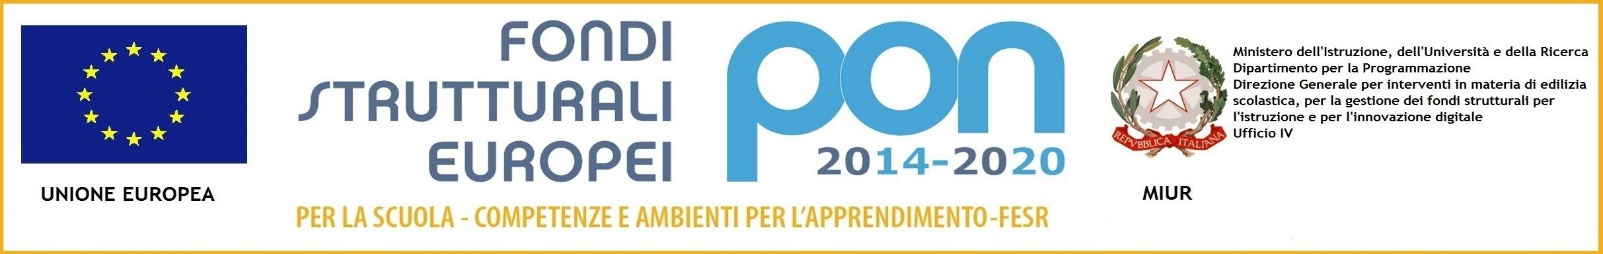 UNIONE EUROPEA
FONDI
STRUTTURALI
EUROPEI
pon
2014-2020
PER LA SCUOLA - COMPETENZE E AMBIENTI PER L'APPRENDIMENTO-FESR
REPVBBLICA ITALIANA
MIUR
Ministero dell'Istruzione, dell'Università e della Ricerca
Dipartimento per la Programmazione
Direzione Generale per interventi in materia di edilizia
scolastica, per la gestione dei fondi strutturali per
l'istruzione e per l'innovazione digitale
Ufficio IV